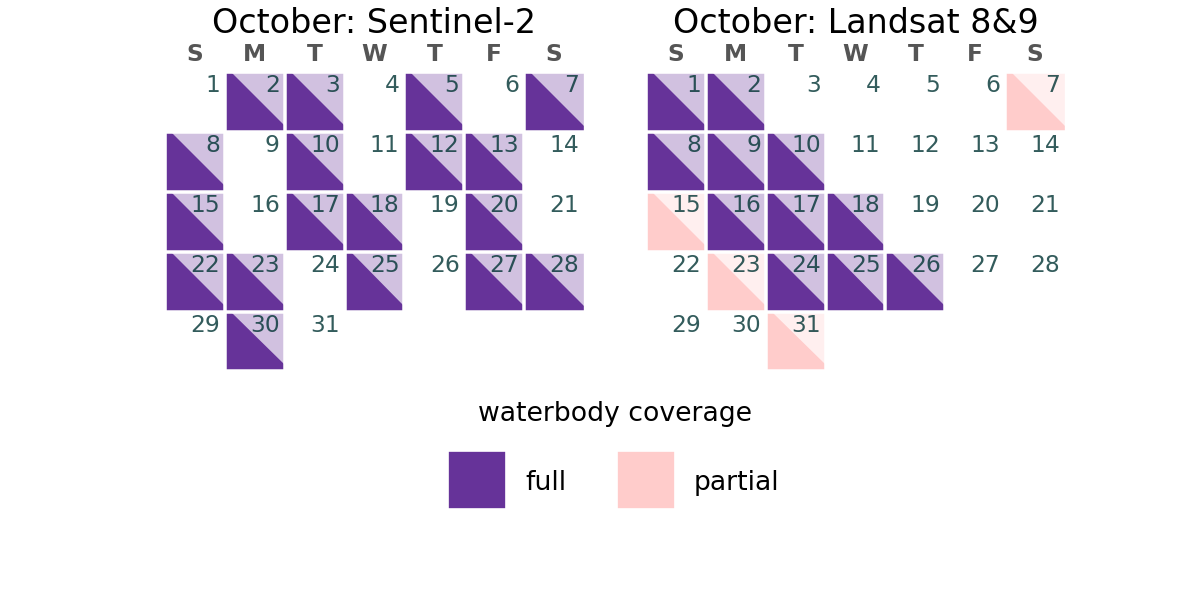 October: Sentinel-2
S M T W T F S
1 2 3 4 5 6 7
8 9 10 11 12 13 14
15 16 17 18 19 20 21
22 23 24 25 26 27 28
29 30 31
October: Landsat 8&9
S M T W T F S
1 2 3 4 5 6 7
8 9 10 11 12 13 14
15 16 17 18 19 20 21
22 23 24 25 26 27 28
29 30 31
waterbody coverage
full
partial